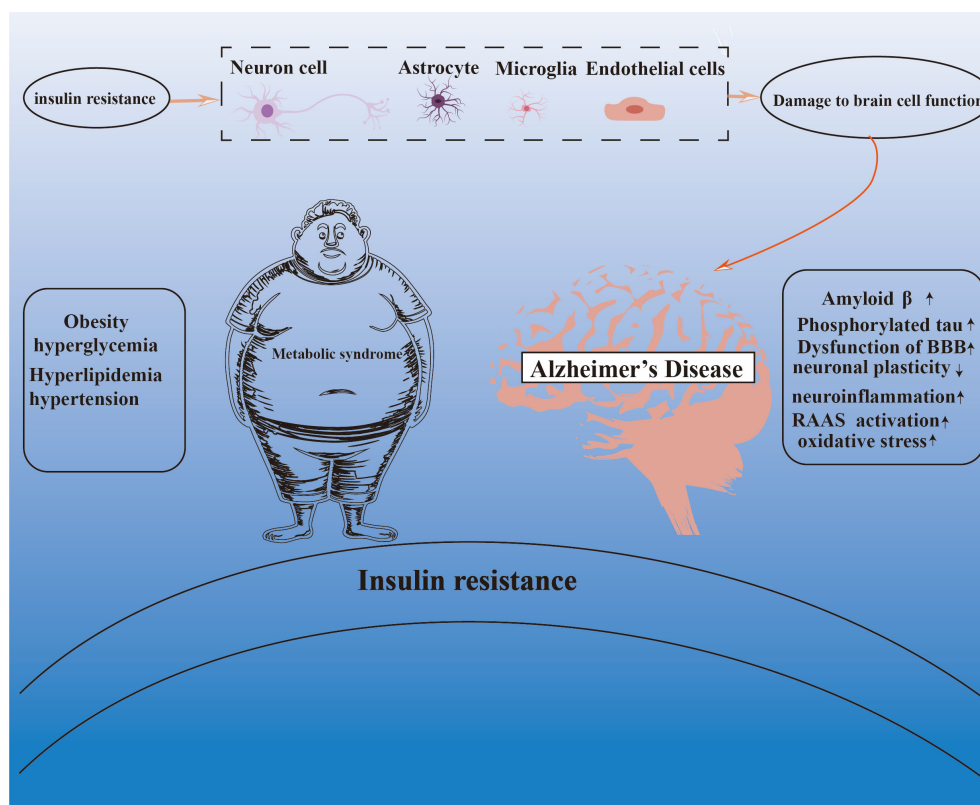 Neuron cell
Astrocyte
Microglia
Endothelial cells
insulin resistance
Damage to brain cell function
Obesity
hyperglycemia
Hyperlipidemia
hypertension
Metabolic syndrome
Alzheimer's Disease
Amyloid β ↑
Phosphorylated tau↑
Dysfunction of BBB↑
neuronal plasticity↓
neuroinflammation↑
RAAS activation↑
oxidative stress↑
Insulin resistance